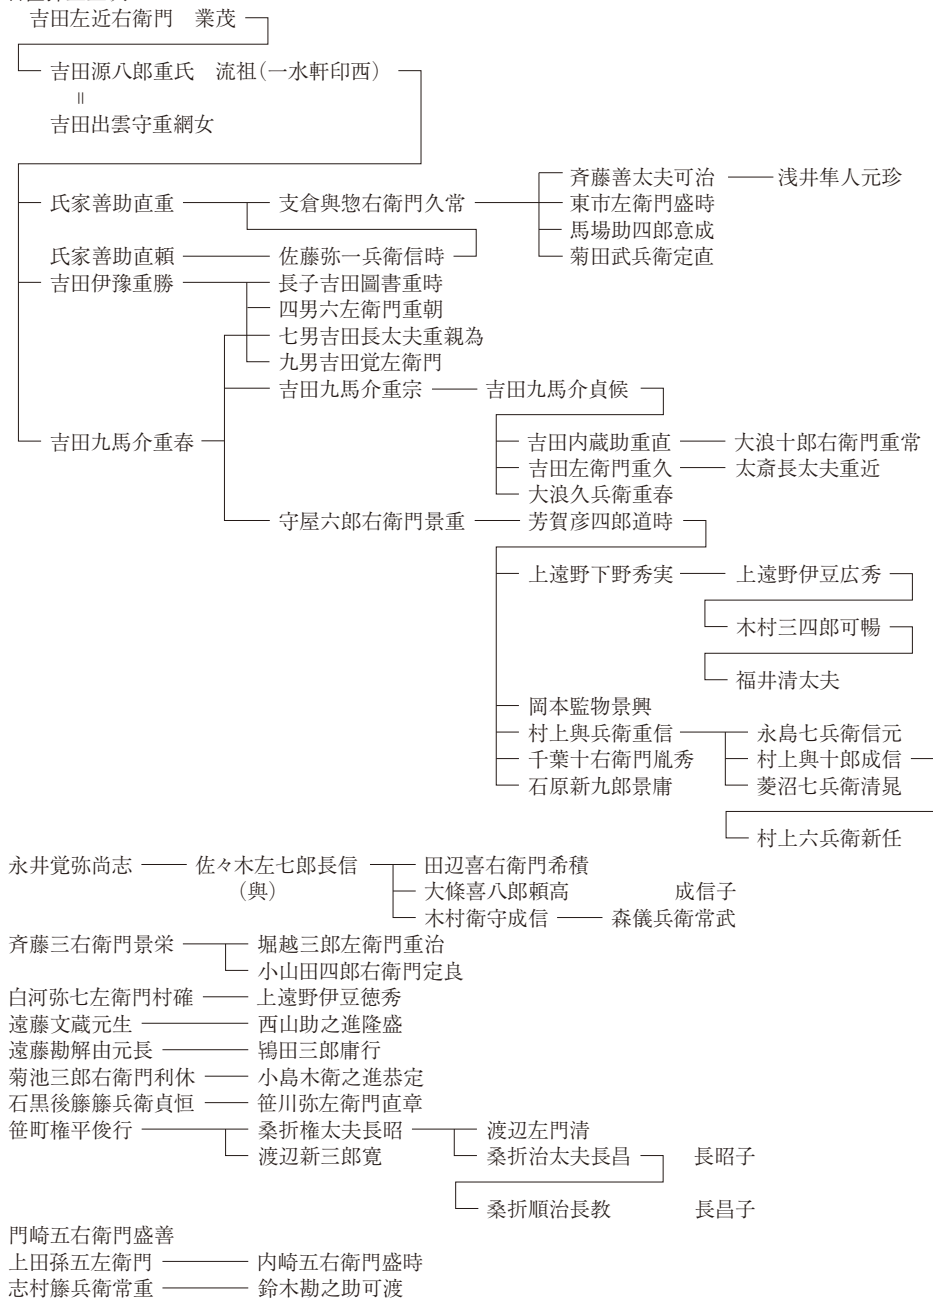 吉田左近右衛門　業茂
吉田源八郎重氏　流祖（一水軒印西）
＝
吉田出雲守重綱女
斉藤善太夫可治　浅井隼人元珍
氏家善助直重　支倉與惣右衛門久常　東市左衛門盛時
馬場助四郎意成
氏家善助直頼　佐藤弥一兵衛信時　菊田武兵衛定直
吉田伊豫重勝　長子吉田圖書重時
四男六左衛門重朝
七男吉田長太夫重親為
九男吉田覚左衛門
吉田九馬介重宗　吉田九馬介貞候
吉田九馬介重春　吉田内蔵助重直　大浪十郎右衛門重常
吉田左衛門重久　太斎長太夫重近
大浪久兵衛重春
守屋六郎右衛門景重　芳賀彦四郎道時
上遠野下野秀実　上遠野伊豆広秀
木村三四郎可暢
福井清太夫
岡本監物景興
村上與兵衛重信　永島七兵衛信元
千葉十右衛門胤秀　村上與十郎成信
石原新九郎景庸　菱沼七兵衛清晁
村上六兵衛新任
永井覚弥尚志　佐々木左七郎長信　田辺喜右衛門希積
（與）　大條喜八郎頼高　成信子
木村衛守成信　森儀兵衛常武
斉藤三右衛門景栄　堀越三郎左衛門重治
小山田四郎右衛門定良
白河弥七左衛門村確　上遠野伊豆徳秀
遠藤文蔵元生　西山助之進隆盛
遠藤勘解由元長　鴇田三郎庸行
菊池三郎右衛門利休　小島木衛之進恭定
石黒後籐籐兵衛貞恒　笹川弥左衛門直章
笹町権平俊行　桑折権太夫長昭　渡辺左門清
渡辺新三郎寛　桑折治太夫長昌　長昭子
桑折順治長教　長昌子
門崎五右衛門盛善
上田孫五左衛門　内崎五右衛門盛時
志村籐兵衛常重　鈴木勘之助可渡